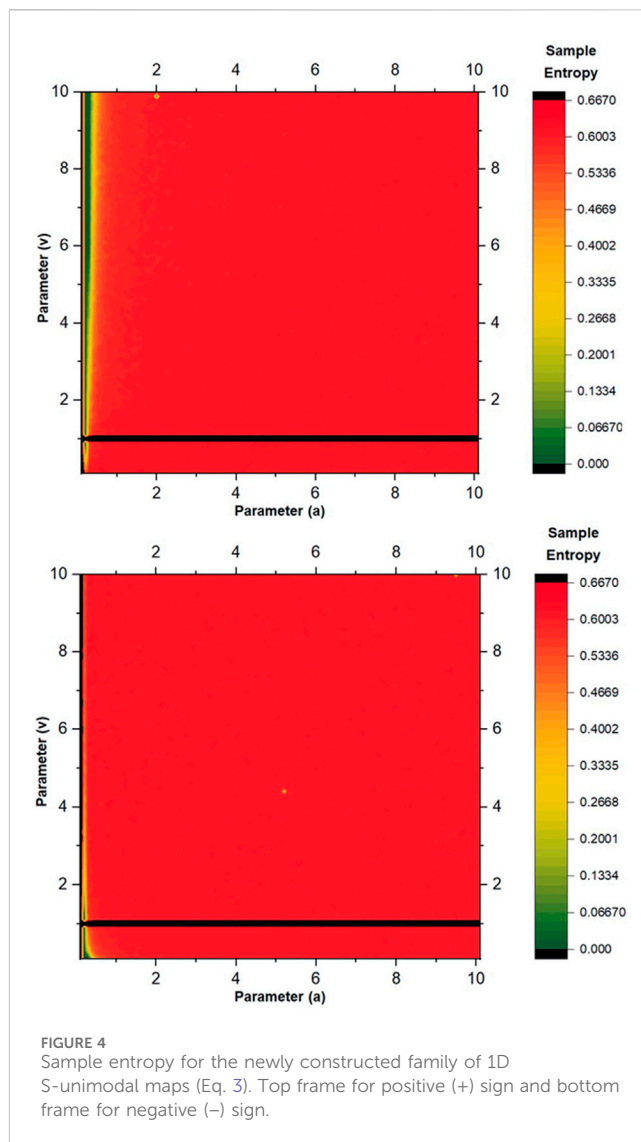 Sample
Entropy
2 4 6 8 10
10 10
8 8
6 6
4 4
2 2
2 4 6 8 10
Parameter (v)
Parameter (a)
0.6670
0.6003
0.5336
0.4669
0.4002
0.3335
0.2668
0.2001
0.1334
0.06670
0.000
Sample
Entropy
2 4 6 8 10
10 10
8 8
6 6
4 4
2 2
2 4 6 8 10
Parameter (v)
Parameter (a)
0.6670
0.6003
0.5336
0.4669
0.4002
0.3335
0.2668
0.2001
0.1334
0.06670
0.000
FIGURE 4
Sample entropy for the newly constructed family of 1D
S-unimodal maps (Eq. 3). Top frame for positive (+) sign and bottom
frame for negative (−) sign.